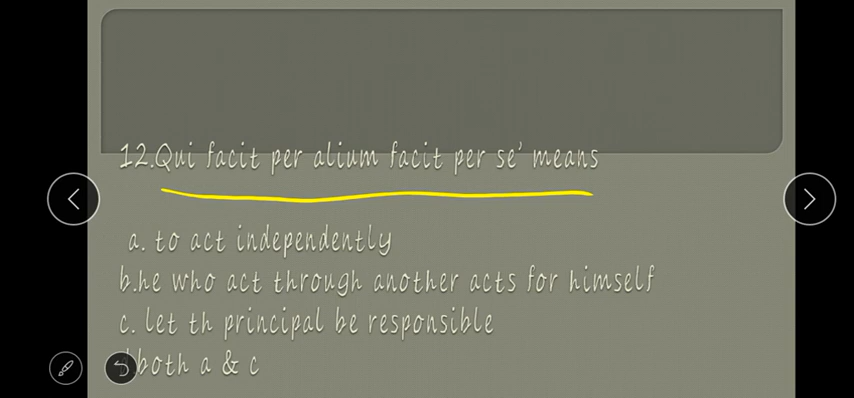 12.Qui facit per alium facit per se' means
a. to act independently
b.he who act through another acts for himself
c. let th principal be responsible
both a & c